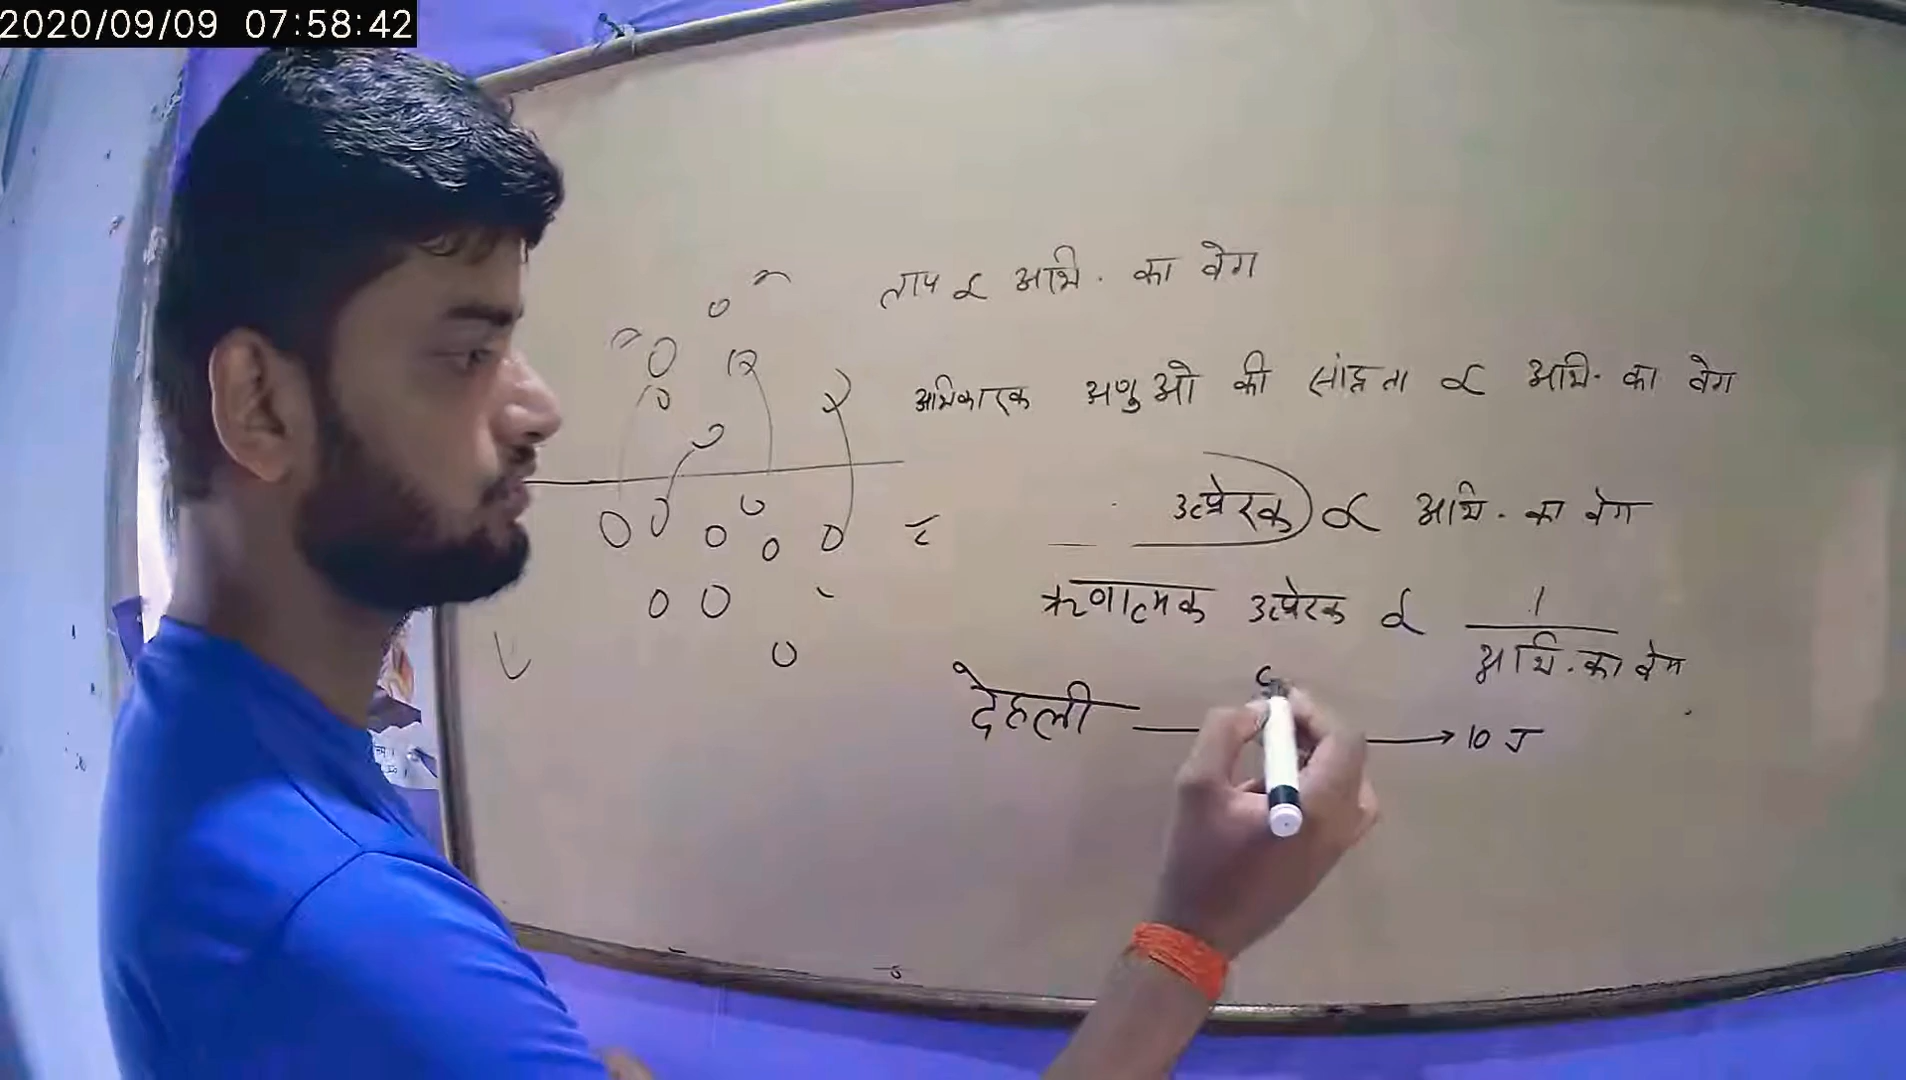 2020/09/09 07:58:42
ताप ∝ अभि. का वेग
अभिकारक अणुओ की सांद्रता ∝ अभि. का वेग
उत्प्रेरक ∝ अभि. का वेग
ऋणात्मक उत्प्रेरक ∝ 1
अभि. का वेग
देहली → 10 J